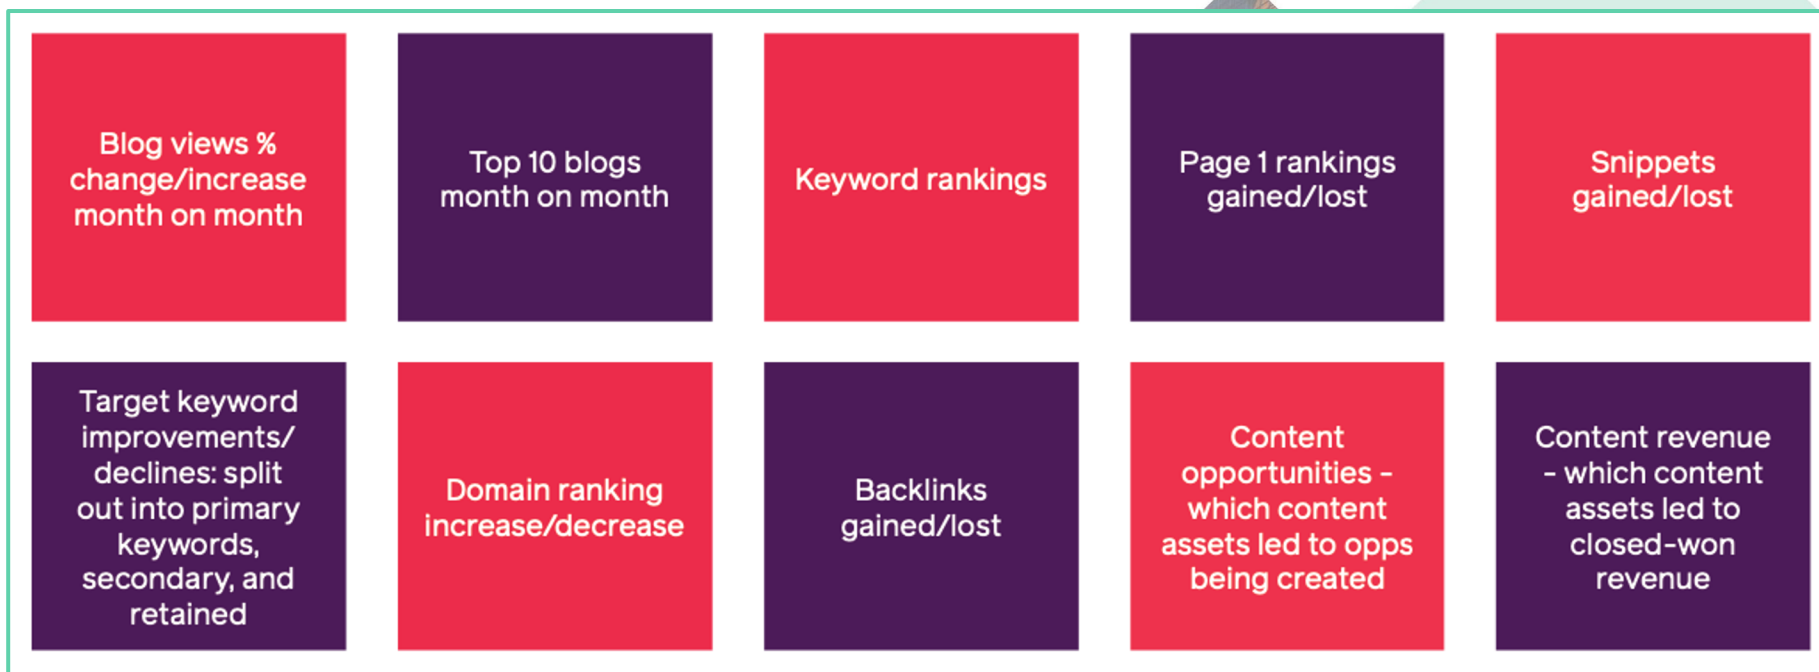 Blog views %
change/increase
month on month
Top 10 blogs
month on month
Keyword rankings
Page 1 rankings
gained/lost
Snippets
gained/lost
Target keyword
improvements/
declines: split
out into primary
keywords,
secondary, and
retained
Domain ranking
increase/decrease
Backlinks
gained/lost
Content
opportunities -
which content
assets led to opps
being created
Content revenue
- which content
assets led to
closed-won
revenue